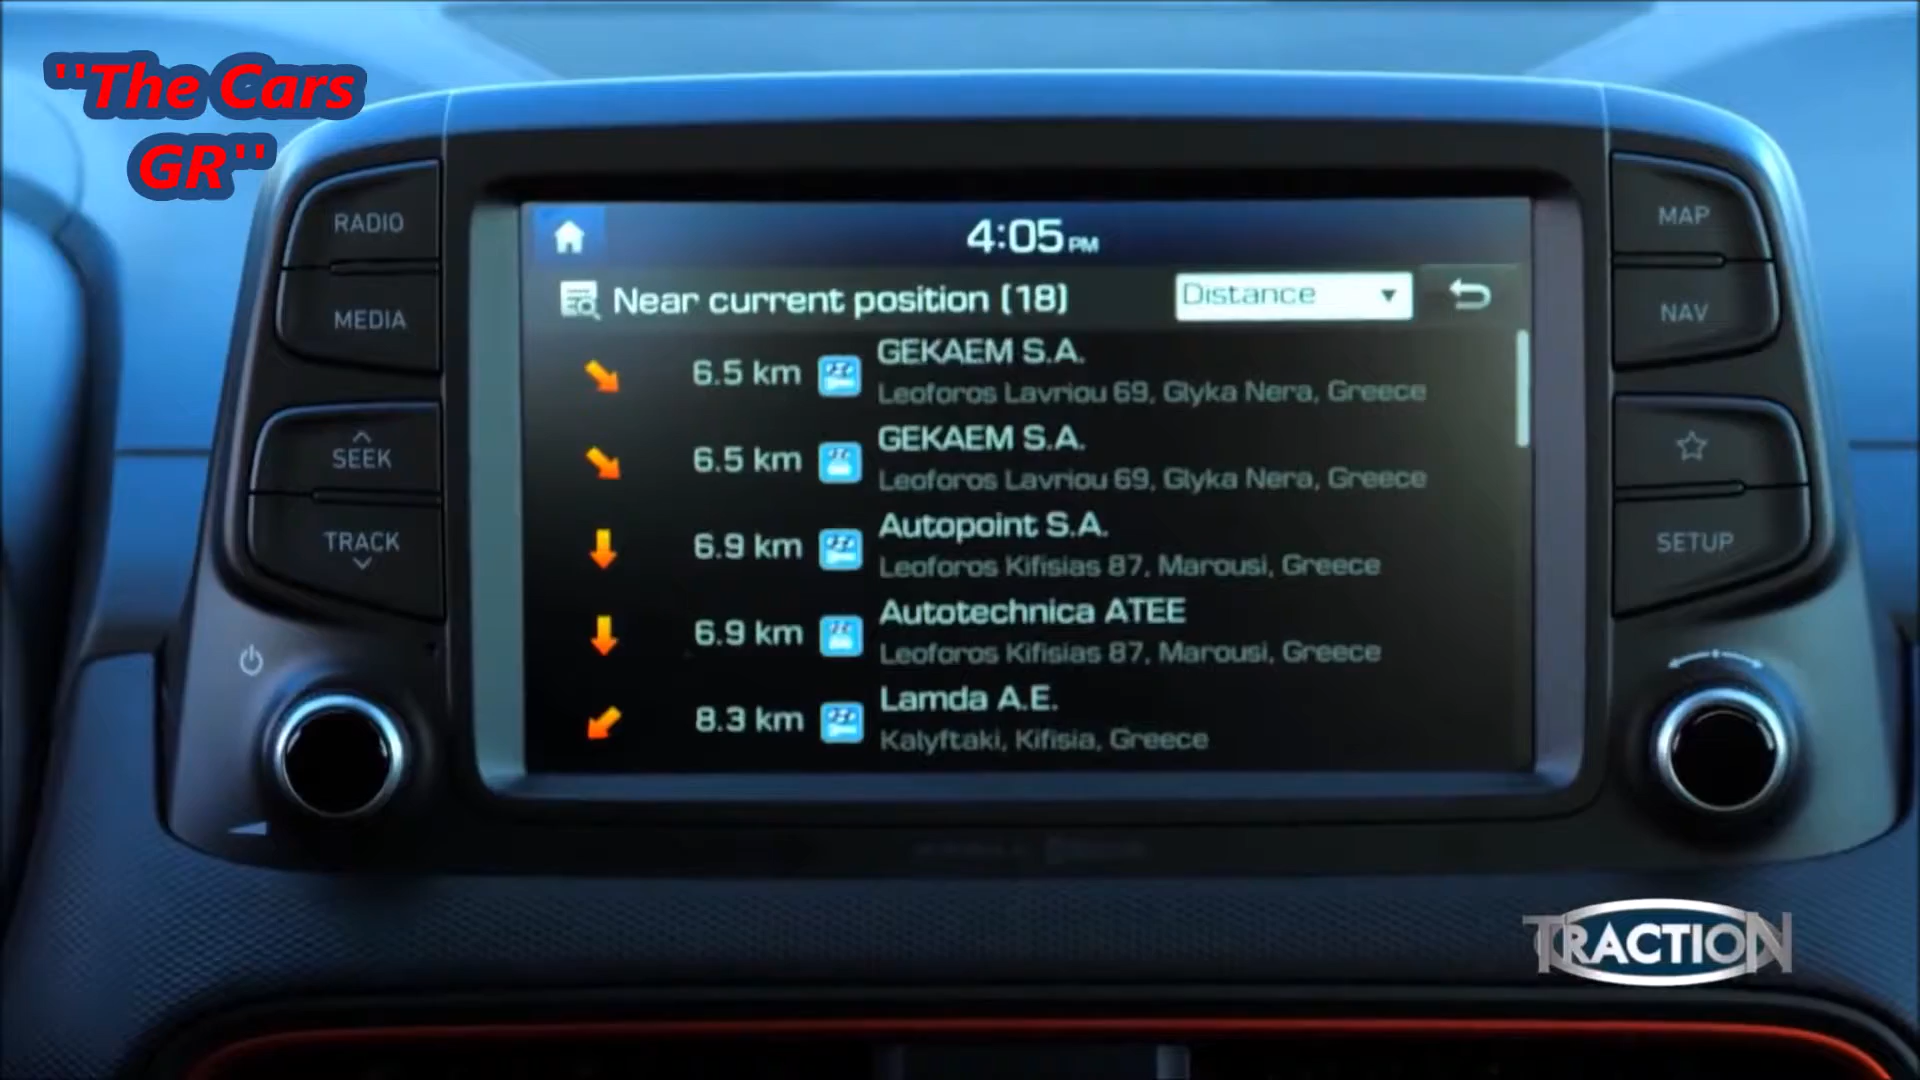 "The Cars
GR"
RADIO
MEDIA
SEEK
TRACK
4:05 PM
Near current position (18)
Distance
6.5 km
GEKAEM S.A.
Leoforos Lavriou 69, Glyka Nera, Greece
6.5 km
GEKAEM S.A.
Leoforos Lavriou 69, Glyka Nera, Greece
6.9 km
Autopoint S.A.
Leoforos Kifisias 87, Marousi, Greece
6.9 km
Autotechnica ATEE
Leoforos Kifisias 87, Marousi, Greece
8.3 km
Lamda A.E.
Kalyftaki, Kifisia, Greece
MAP
NAV
SETUP
TRACTION